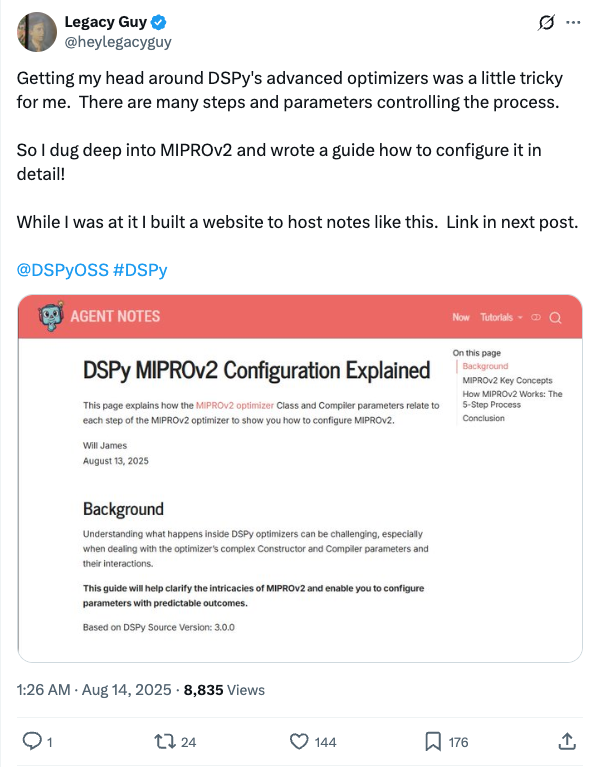 Legacy Guy
@heylegacyguy
Getting my head around DSPy's advanced optimizers was a little tricky
for me.  There are many steps and parameters controlling the process.
So I dug deep into MIPROv2 and wrote a guide how to configure it in
detail!
While I was at it I built a website to host notes like this.  Link in next post.
@DSPyOSS #DSPy
AGENT NOTES
Now Tutorials
DSPy MIPROv2 Configuration Explained
This page explains how the MIPROv2 optimizer Class and Compiler parameters relate to
each step of the MIPROv2 optimizer to show you how to configure MIPROv2.
Will James
August 13, 2025
Background
Understanding what happens inside DSPy optimizers can be challenging, especially
when dealing with the optimizer's complex Constructor and Compiler parameters and
their interactions.
This guide will help clarify the intricacies of MIPROv2 and enable you to configure
parameters with predictable outcomes.
Based on DSPy Source Version: 3.0.0
On this page
Background
MIPROv2 Key Concepts
How MIPROv2 Works: The
5-Step Process
Conclusion
1:26 AM · Aug 14, 2025 · 8,835 Views
1 24 144 176